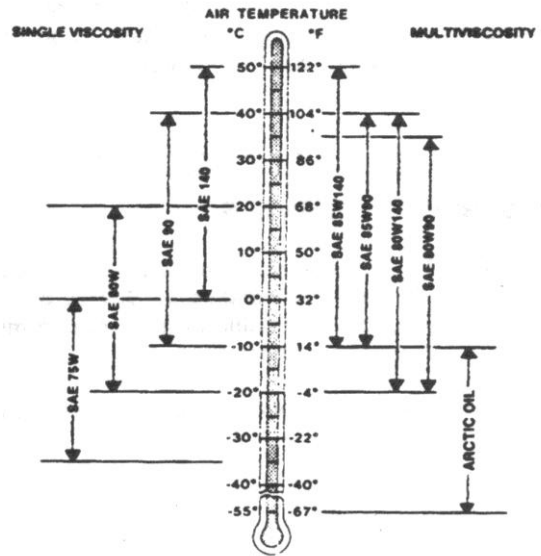 AIR TEMPERATURE
SINGLE VISCOSITY °C °F MULTIVISCOSITY
50° 122°
40° 104°
30° 86°
20° 68°
10° 50°
0° 32°
-10° 14°
-20° -4°
-30° -22°
-40° -40°
-55° -67°
SAE 75W
SAE 80W
SAE 90
SAE 140
SAE 85W140
SAE 85W90
SAE 80W140
SAE 80W90
ARCTIC OIL